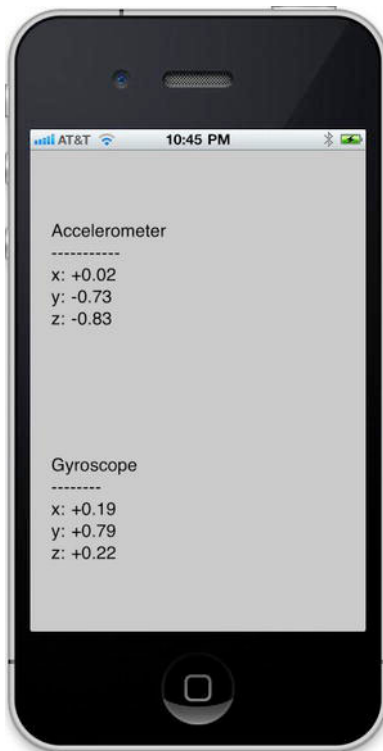 AT&T 10:45 PM
Accelerometer
-----------
x: +0.02
y: -0.73
z: -0.83
Gyroscope
--------
x: +0.19
y: +0.79
z: +0.22